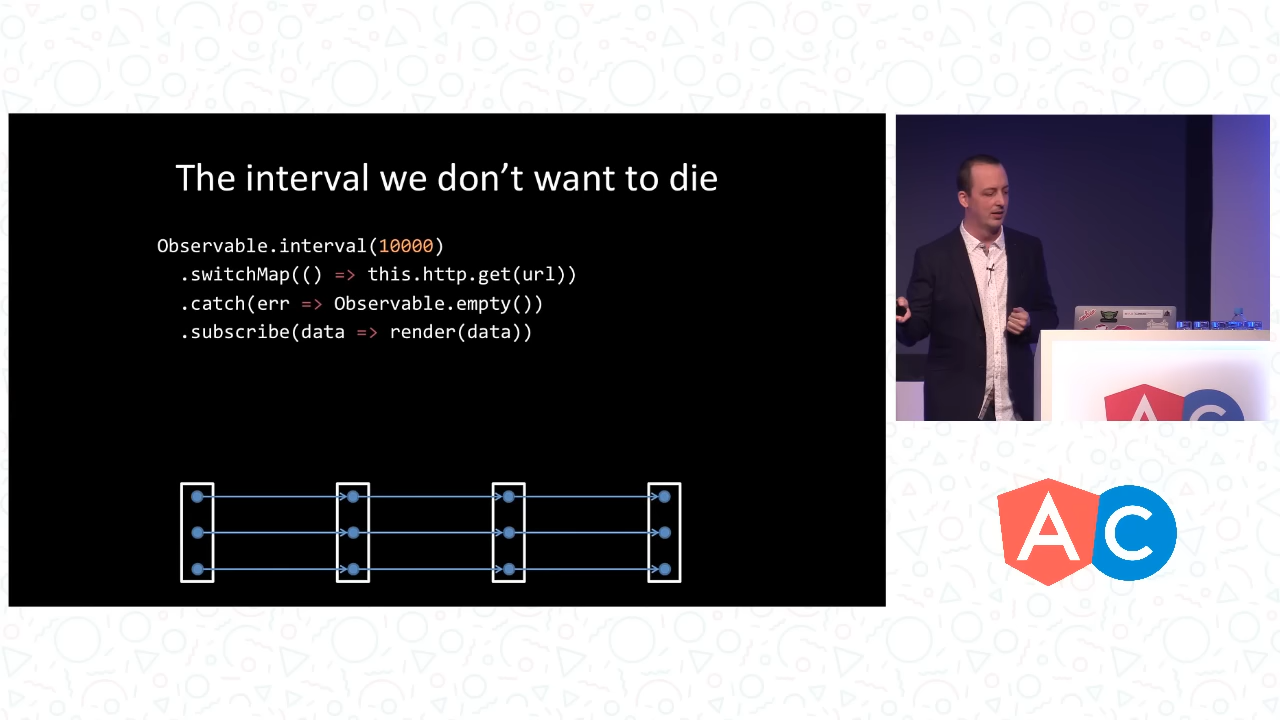 The interval we don’t want to die
Observable.interval(10000)
.switchMap(() => this.http.get(url))
.catch(err => Observable.empty())
.subscribe(data => render(data))
A C
A C